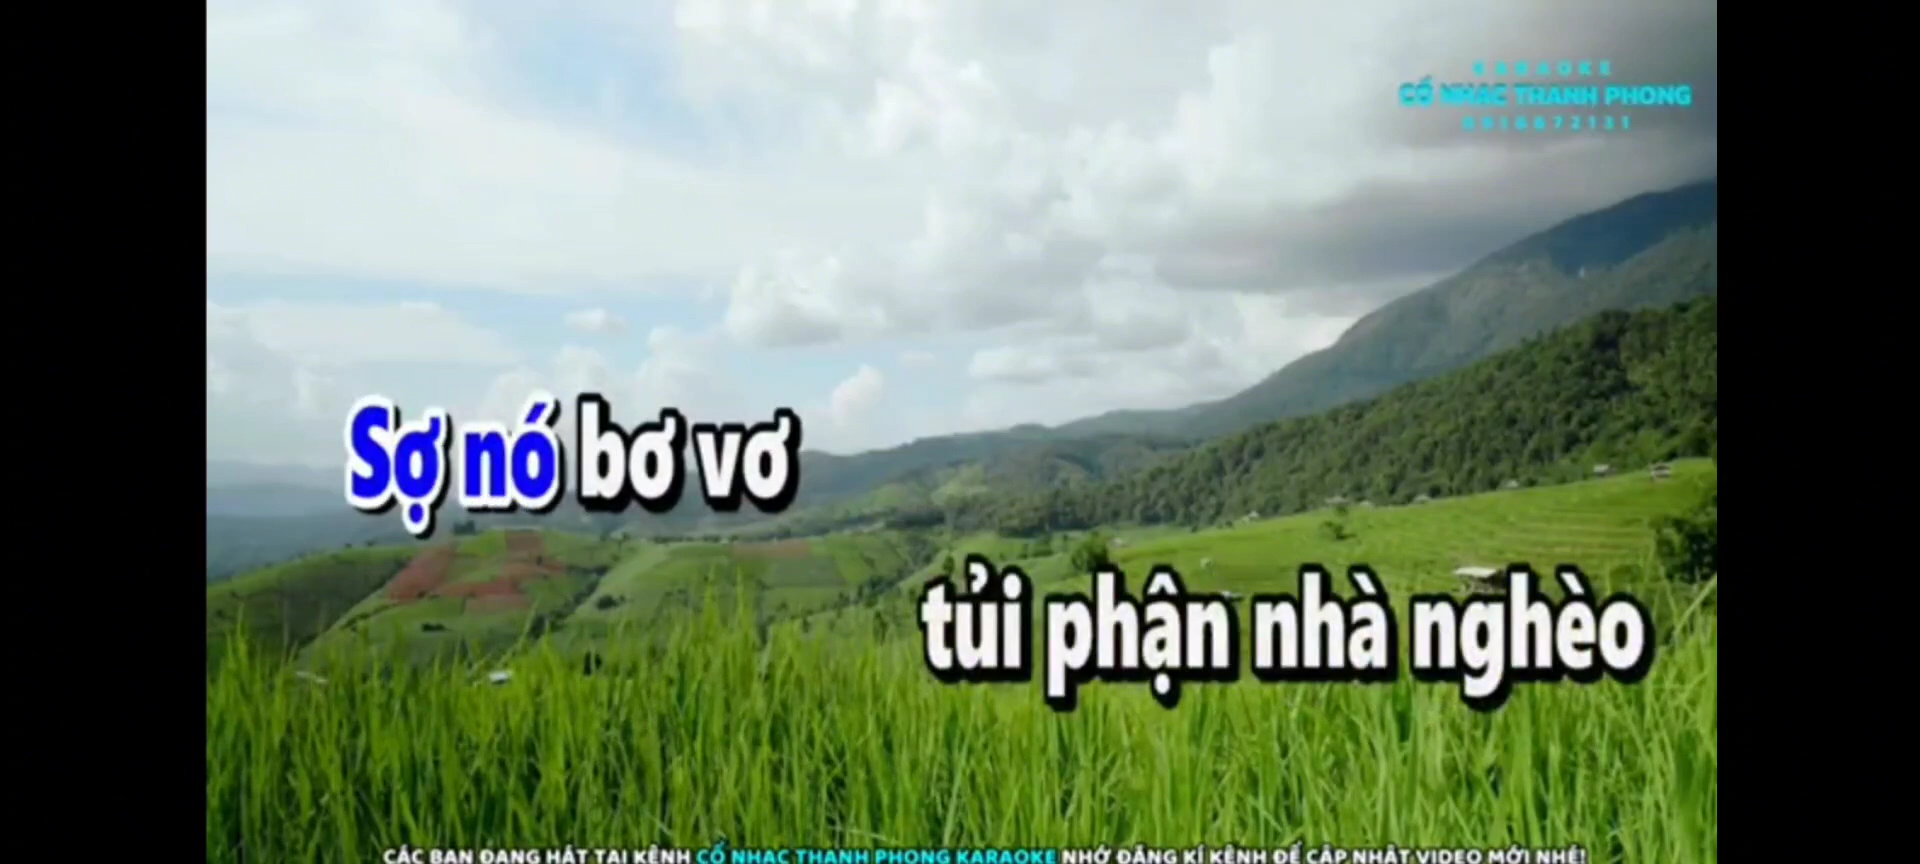 KARAOKE
CỔ NHẠC THANH PHONG
Sợ nó bơ vơ
tủi phận nhà nghèo
CÁC BẠN ĐANG HÁT TẠI KÊNH CỔ NHẠC THANH PHONG KARAOKE NHỚ ĐĂNG KÍ KÊNH ĐỂ CẬP NHẬT VIDEO MỚI NHÉ!